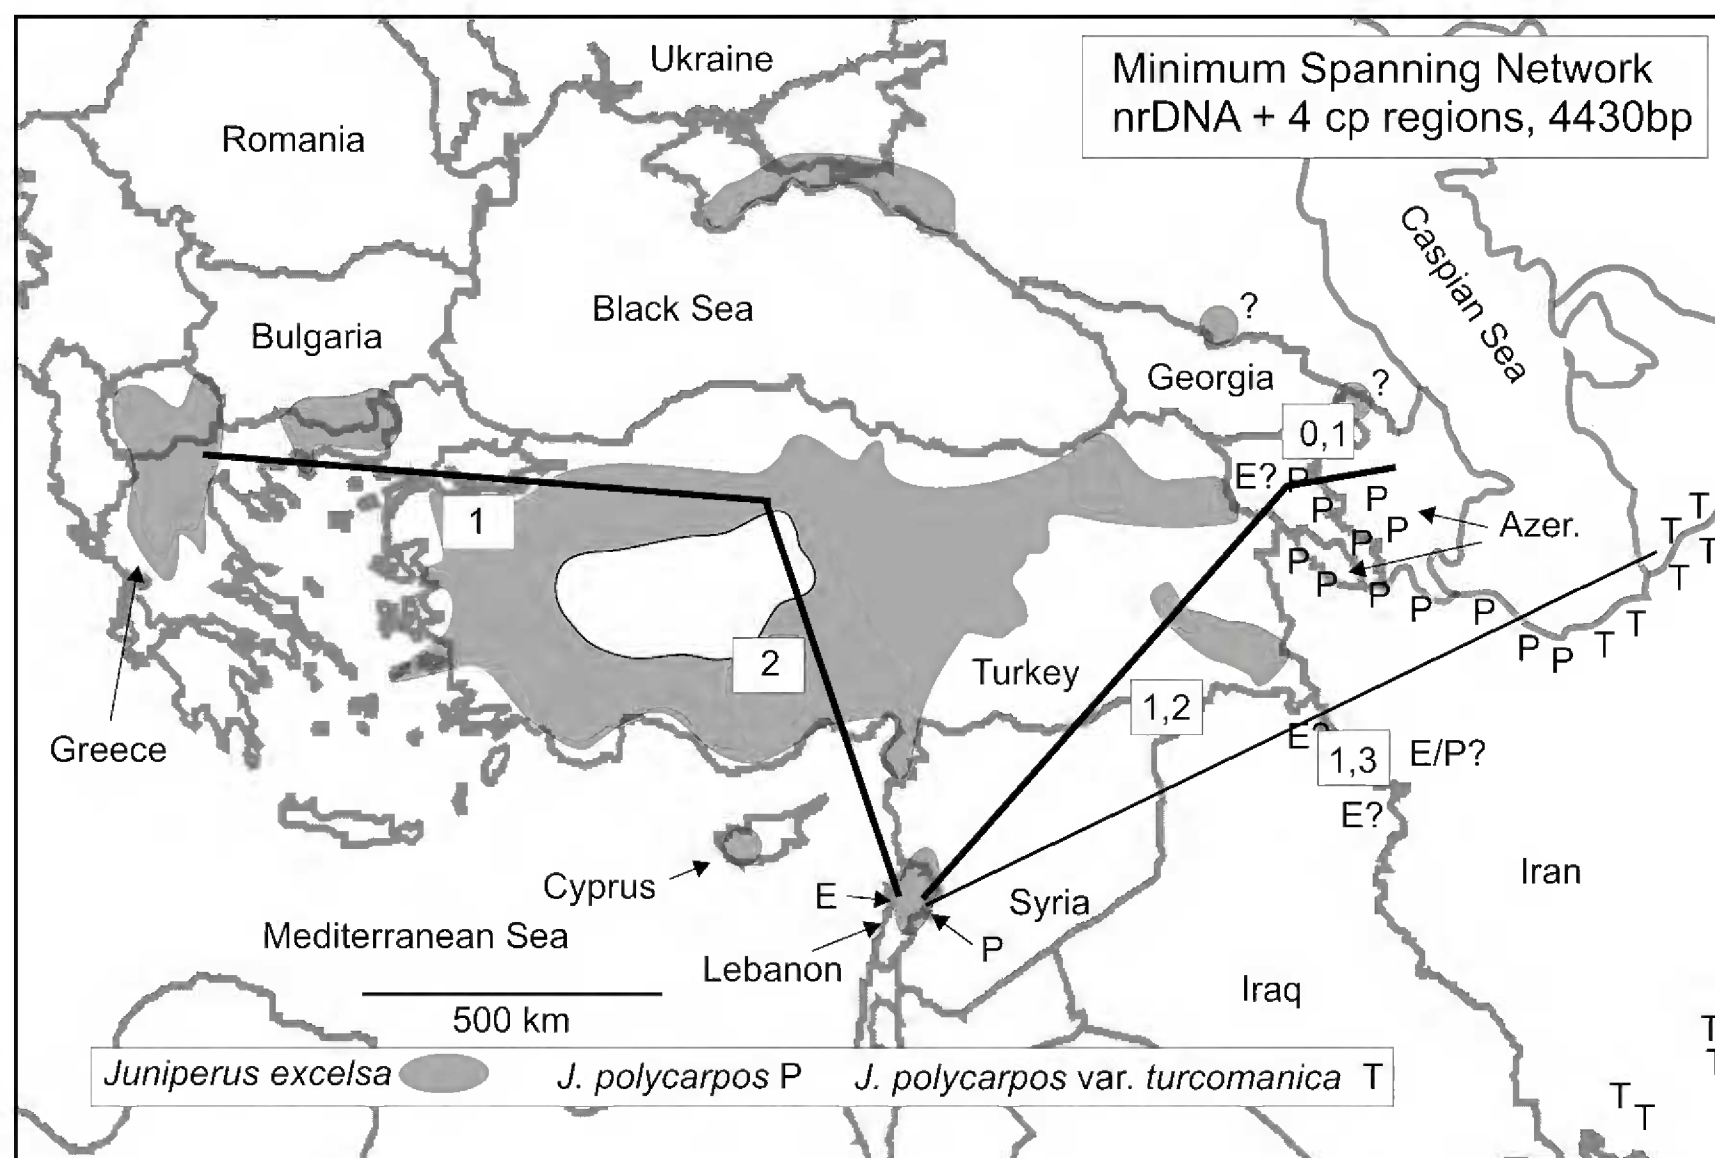 Ukraine
Minimum Spanning Network
nrDNA + 4 cp regions, 4430bp
Romania
Caspian Sea
Black Sea
?
Bulgaria
Georgia
?
0,1
E?
P
P
P
P
P
P
P
P
P
P
P
P
P
Azer.
T
T
T
T
T
T
1
2
Turkey
1,2
E?
1,3
E/P?
E?
Greece
Cyprus
E
Syria
Iran
Mediterranean Sea
Lebanon
P
Iraq
500 km
T
T
T
T
Juniperus excelsa
J. polycarpos P
J. polycarpos var. turcomanica T